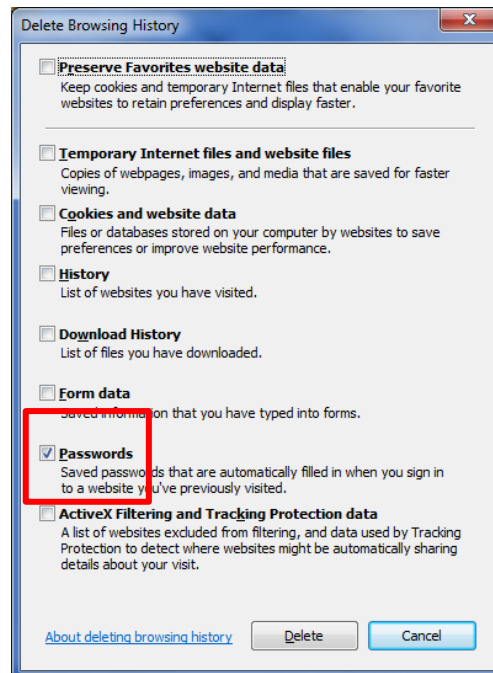 Delete Browsing History
Preserve Favorites website data
Keep cookies and temporary Internet files that enable your favorite
websites to retain preferences and display faster.
Temporary Internet files and website files
Copies of webpages, images, and media that are saved for faster
viewing.
Cookies and website data
Files or databases stored on your computer by websites to save
preferences or improve website performance.
History
List of websites you have visited.
Download History
List of files you have downloaded.
Form data
Saved information that you have typed into forms.
Passwords
Saved passwords that are automatically filled in when you sign in
to a website you've previously visited.
ActiveX Filtering and Tracking Protection data
A list of websites excluded from filtering, and data used by Tracking
Protection to detect where websites might be automatically sharing
details about your visit.
About deleting browsing history
Delete
Cancel